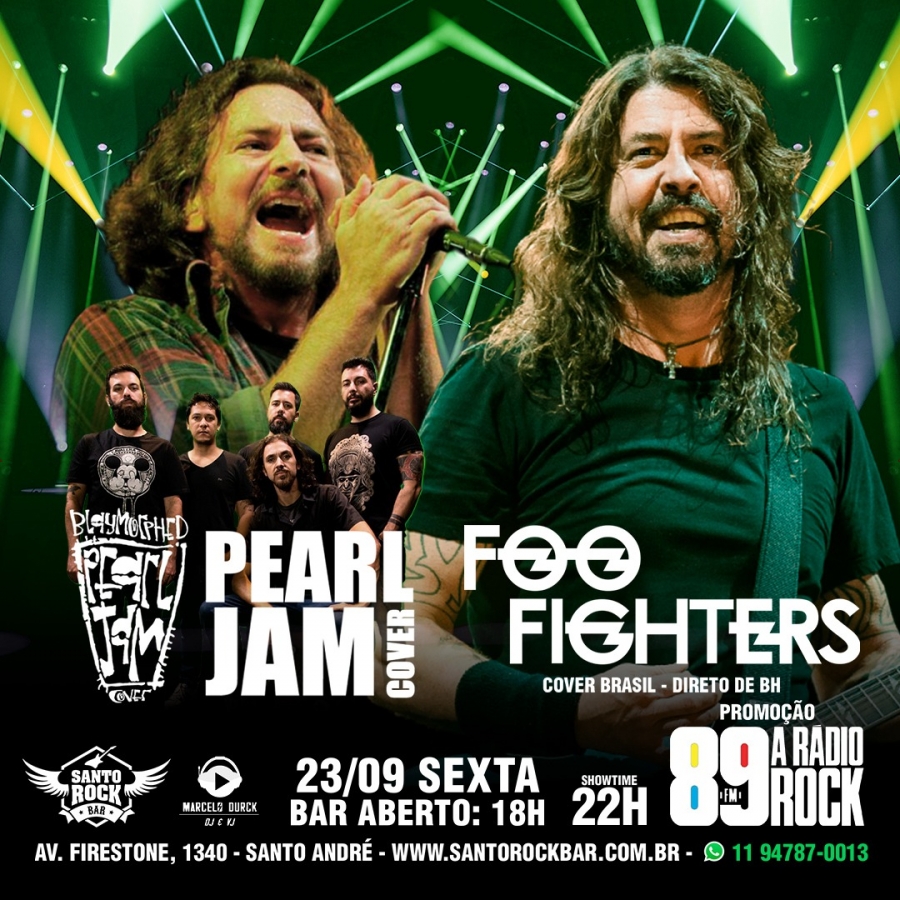 BLAYMORPHED
PEARL
JAM
COVER
PEARL
JAM
COVER
FOO
FIGHTERS
COVER BRASIL - DIRETO DE BH
PROMOÇÃO
89 FM
A RÁDIO
ROCK
SANTO
ROCK
BAR
MARCELO DURCK
DJ E VJ
23/09 SEXTA
BAR ABERTO: 18H
SHOWTIME
22H
AV. FIRESTONE, 1340 - SANTO ANDRÉ - WWW.SANTOROCKBAR.COM.BR - 11 94787-0013